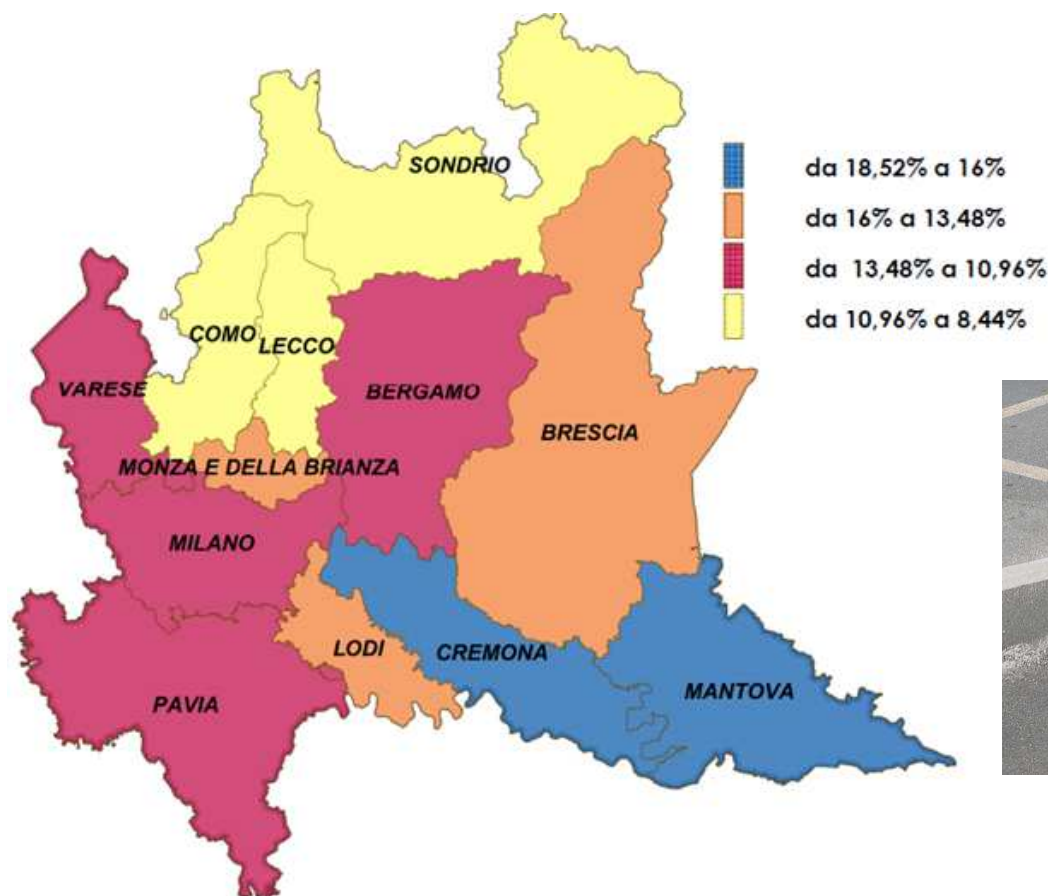 SONDRIO
da 18,52% a 16%
da 16% a 13,48%
da 13,48% a 10,96%
da 10,96% a 8,44%
COMO
LECCO
VARESE
BERGAMO
BRESCIA
MONZA E DELLA BRIANZA
MILANO
LODI
CREMONA
PAVIA
MANTOVA